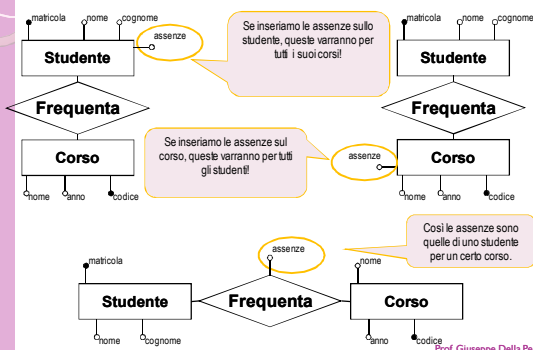 matricola nome cognome
assenze
Studente
Frequenta
Corso
nome anno codice
Se inseriamo le assenze sullo
studente, queste varranno per
tutti i suoi corsi!
matricola nome cognome
Studente
Frequenta
Corso
assenze
nome anno codice
Se inseriamo le assenze sul
corso, queste varranno per tutti
gli studenti!
Così le assenze sono
quelle di uno studente
per un certo corso.
assenze
matricola
nome
Studente
Frequenta
Corso
nome cognome
anno codice
Prof. Giuseppe Della